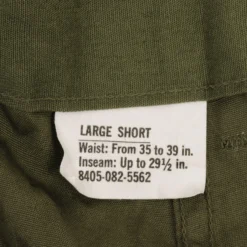 LARGE SHORT
Waist: From 35 to 39 in.
Inseam: Up to 29½ in.
8405-082-5562